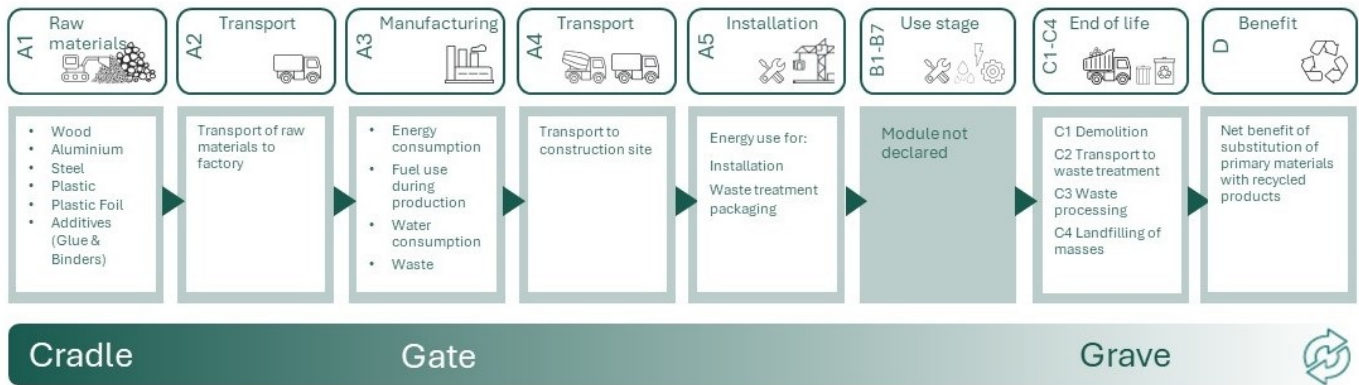 A1
Raw
materials
A2
Transport
A3
Manufacturing
A4
Transport
A5
Installation
B1-B7
Use stage
C1-C4
End of life
D
Benefit
• Wood
• Aluminium
• Steel
• Plastic
• Plastic Foil
• Additives
(Glue &
Binders)
Transport of raw
materials to
factory
• Energy
consumption
• Fuel use
during
production
• Water
consumption
• Waste
Transport to
construction site
Energy use for:
Installation
Waste treatment
packaging
Module not
declared
C1 Demolition
C2 Transport to
waste treatment
C3 Waste
processing
C4 Landfilling of
masses
Net benefit of
substitution of
primary materials
with recycled
products
Cradle
Gate
Grave